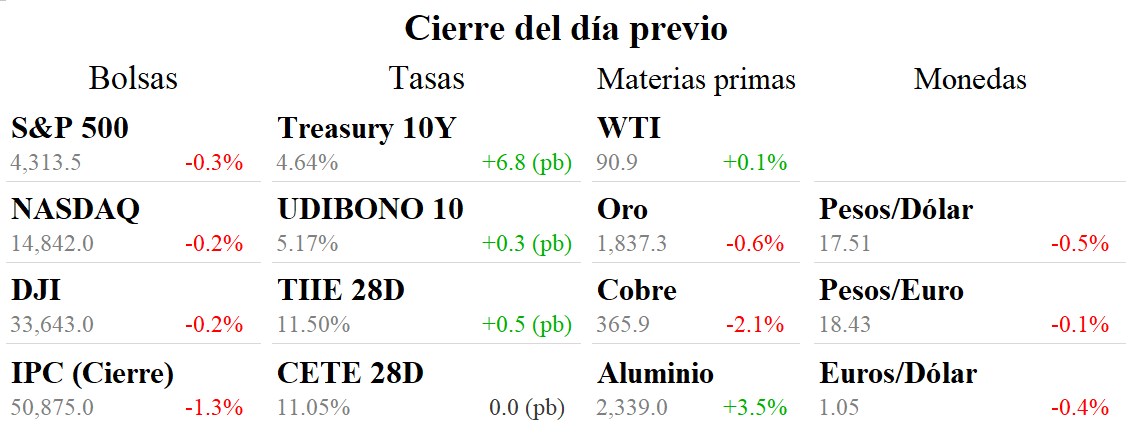 Cierre del día previo
Bolsas Tasas Materias primas Monedas
S&P 500 Treasury 10Y WTI
4,313.5 -0.3% 4.64% +6.8 (pb) 90.9 +0.1%
NASDAQ UDIBONO 10 Oro Pesos/Dólar
14,842.0 -0.2% 5.17% +0.3 (pb) 1,837.3 -0.6% 17.51 -0.5%
DJI TIIE 28D Cobre Pesos/Euro
33,643.0 -0.2% 11.50% +0.5 (pb) 365.9 -2.1% 18.43 -0.1%
IPC (Cierre) CETE 28D Aluminio Euros/Dólar
50,875.0 -1.3% 11.05% 0.0 (pb) 2,339.0 +3.5% 1.05 -0.4%